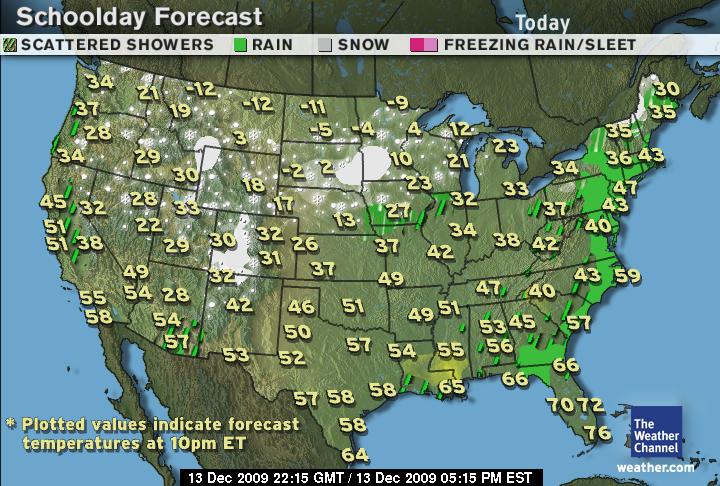 Schoolday Forecast
Today
SCATTERED SHOWERS RAIN SNOW FREEZING RAIN/SLEET
34 21 -12 -12 -11 -9 30
37 19 35
28 3 -5 -4 4 12 23 35
34 29 30 -2 2 10 21 34 36 43
18 23 33 47
45 32 28 33 17 13 27 32 37 43
51 22 32 34 40
51 38 29 30 31 26 37 42 38 42
49 32 37 49 43 59
55 54 28 42 46 51 49 51 47 40
58 54 50 53 45 57
57 53 52 57 54 55 56 66
57 58 58 65 66 70 72
58 76
64
* Plotted values indicate forecast
temperatures at 10pm ET
The
Weather
Channel
weather.com
13 Dec 2009 22:15 GMT / 13 Dec 2009 05:15 PM EST